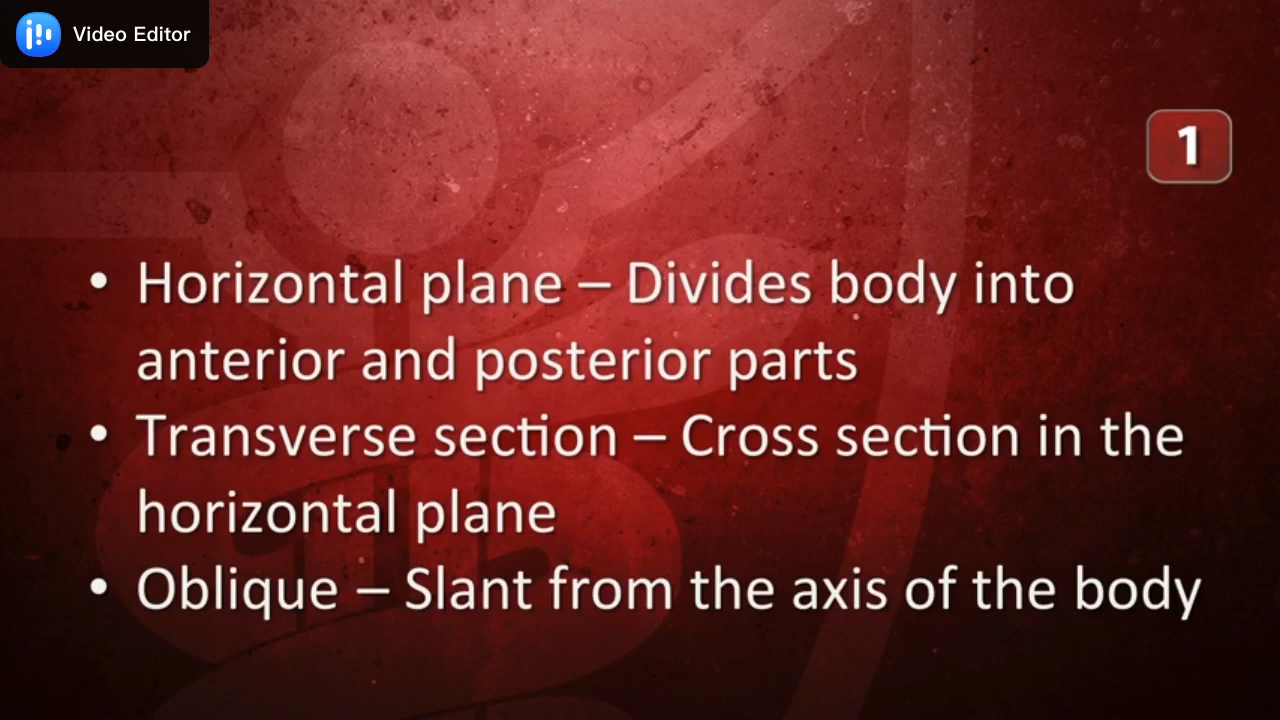 Video Editor
1
• Horizontal plane – Divides body into
anterior and posterior parts
• Transverse section – Cross section in the
horizontal plane
• Oblique – Slant from the axis of the body